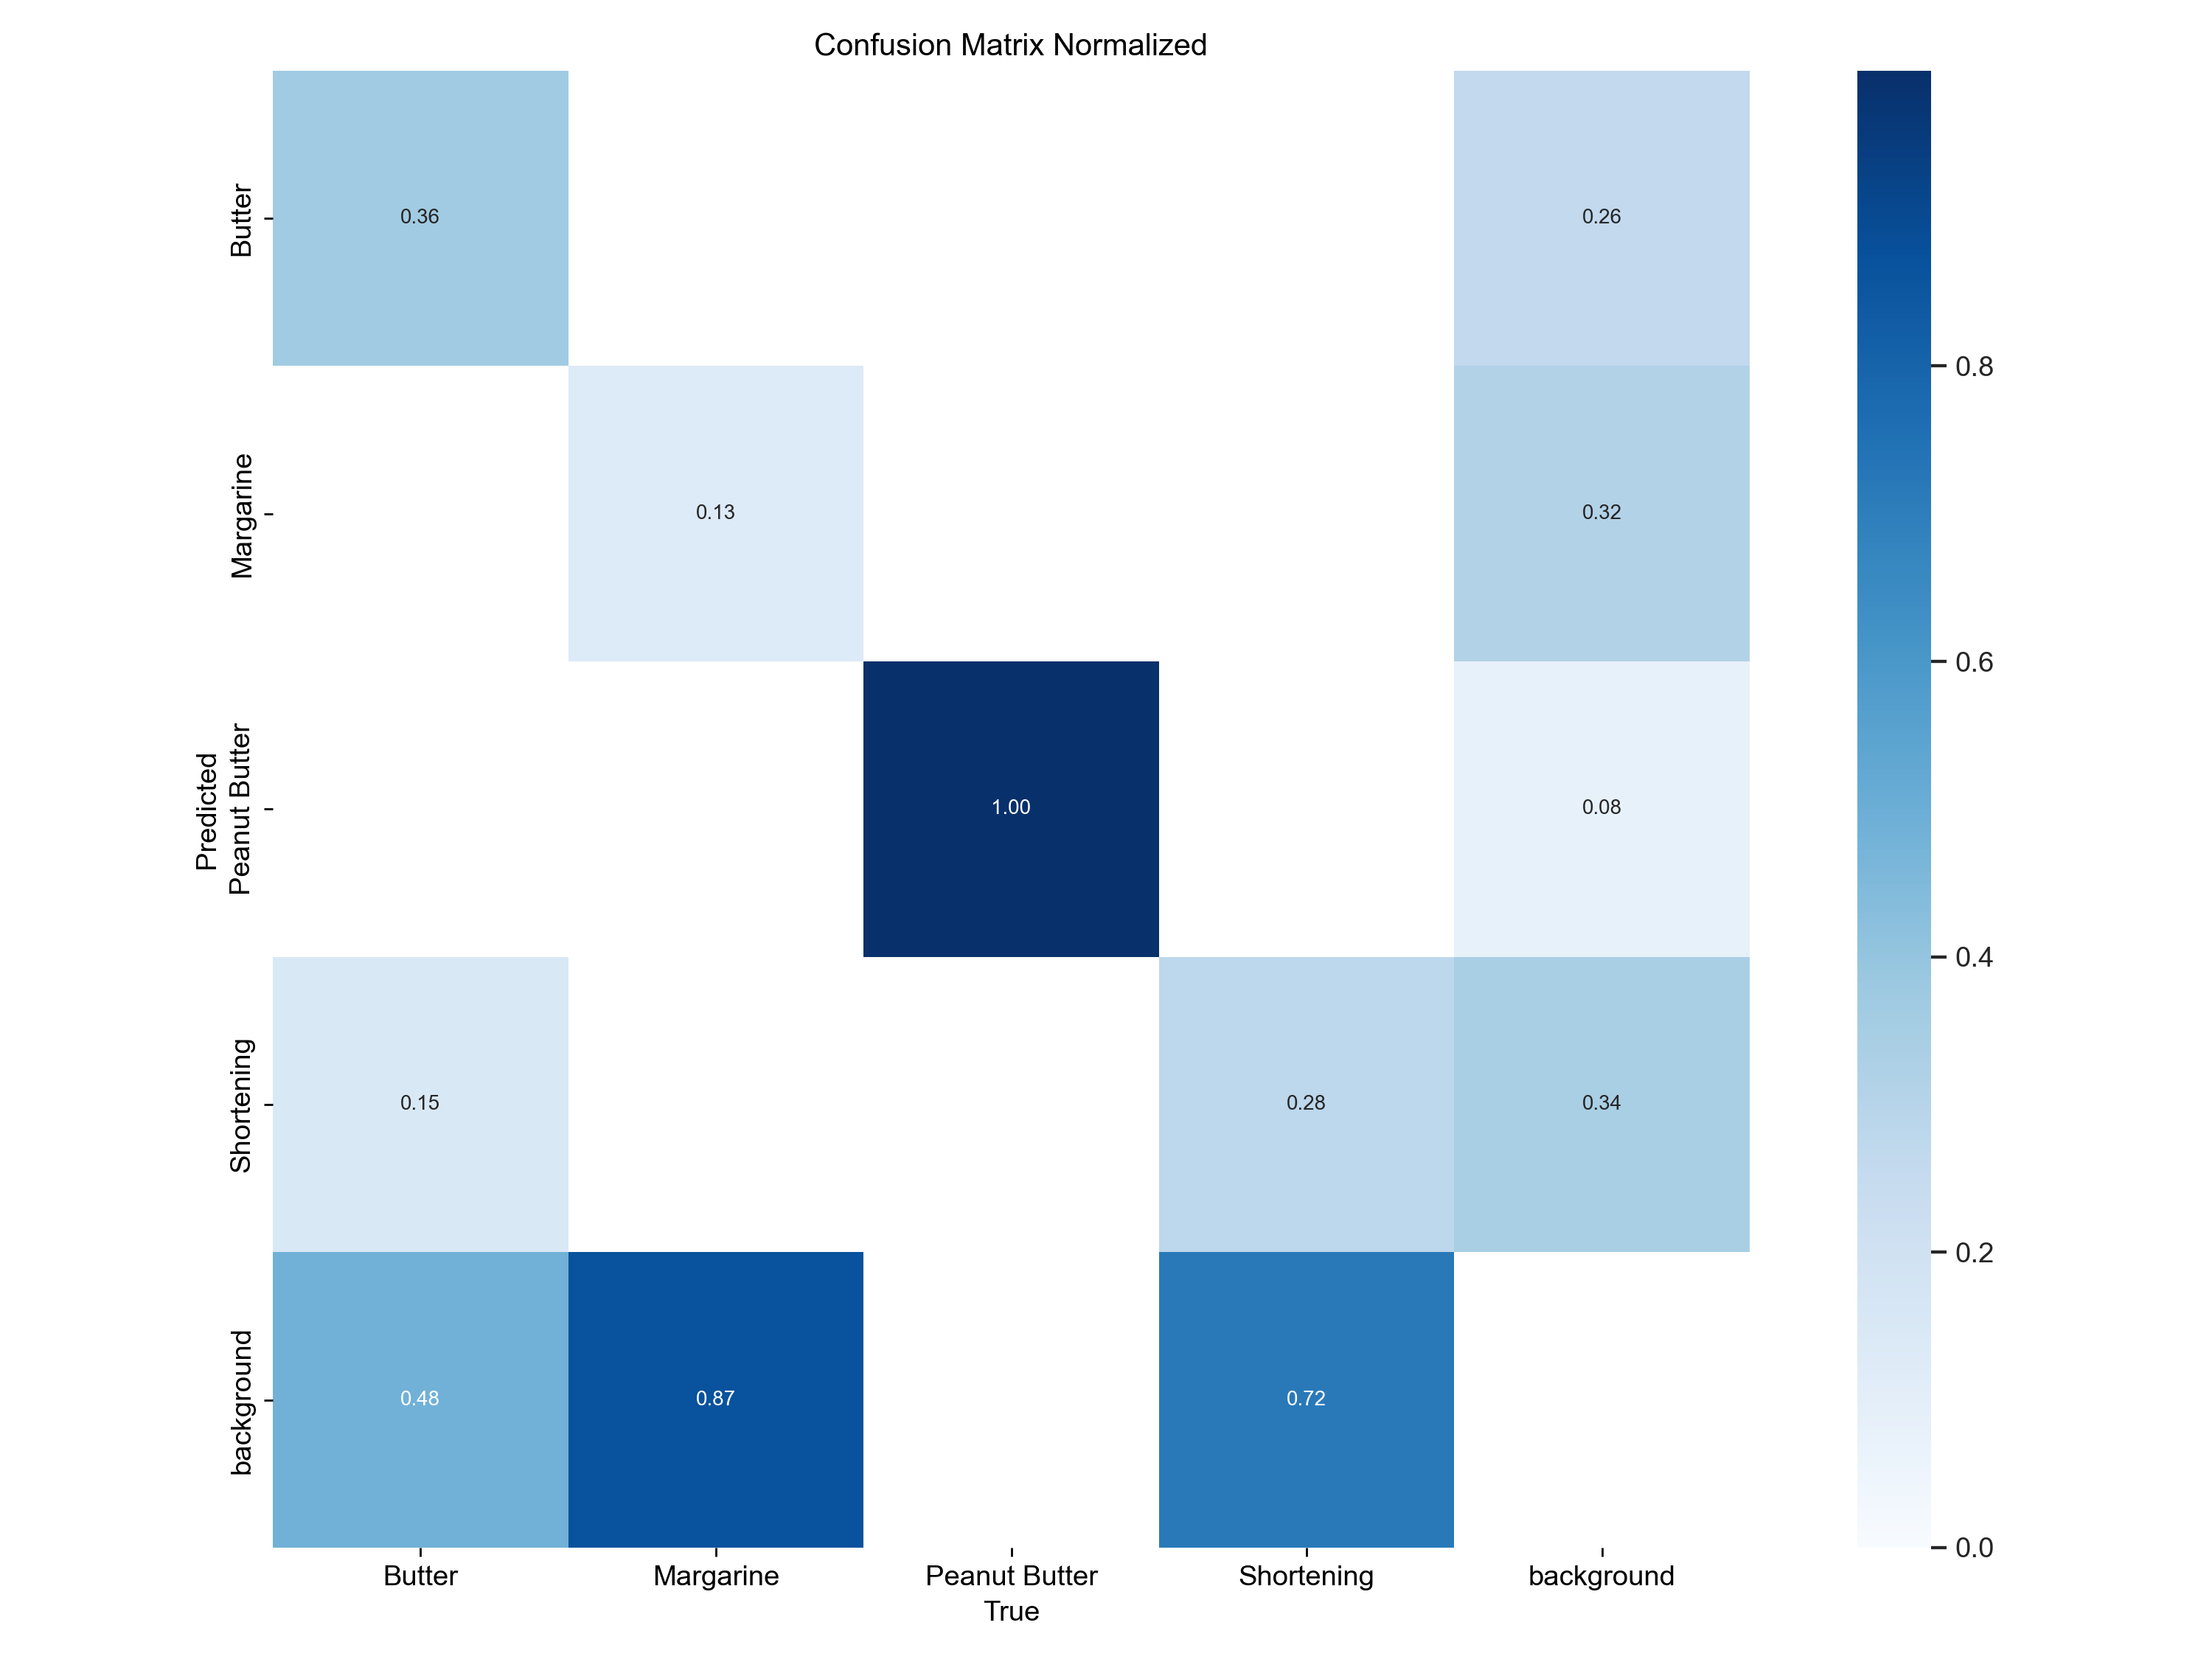 Confusion Matrix Normalized
Butter
0.36
0.26
0.8
Margarine
0.13
0.32
0.6
Predicted
Peanut Butter
1.00
0.08
0.4
Shortening
0.15
0.28
0.34
0.2
background
0.48
0.87
0.72
0.0
Butter
Margarine
Peanut Butter
Shortening
background
True